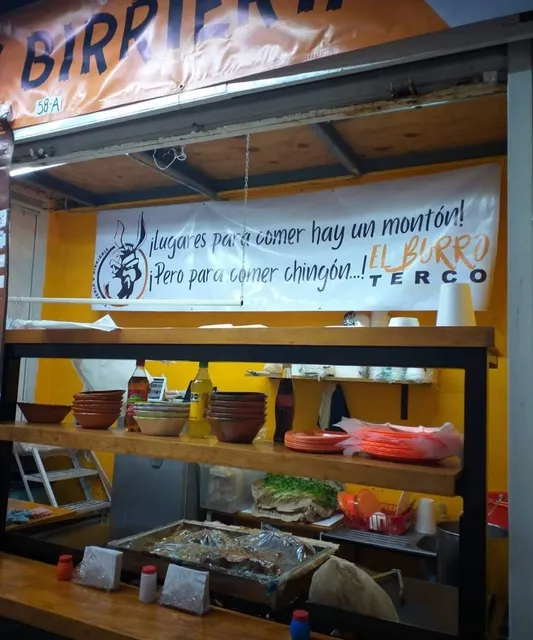 BIRRIERIA
58-A
¡Lugares para comer hay un montón!
¡Pero para comer chingón...!
EL BURRO
TERCO